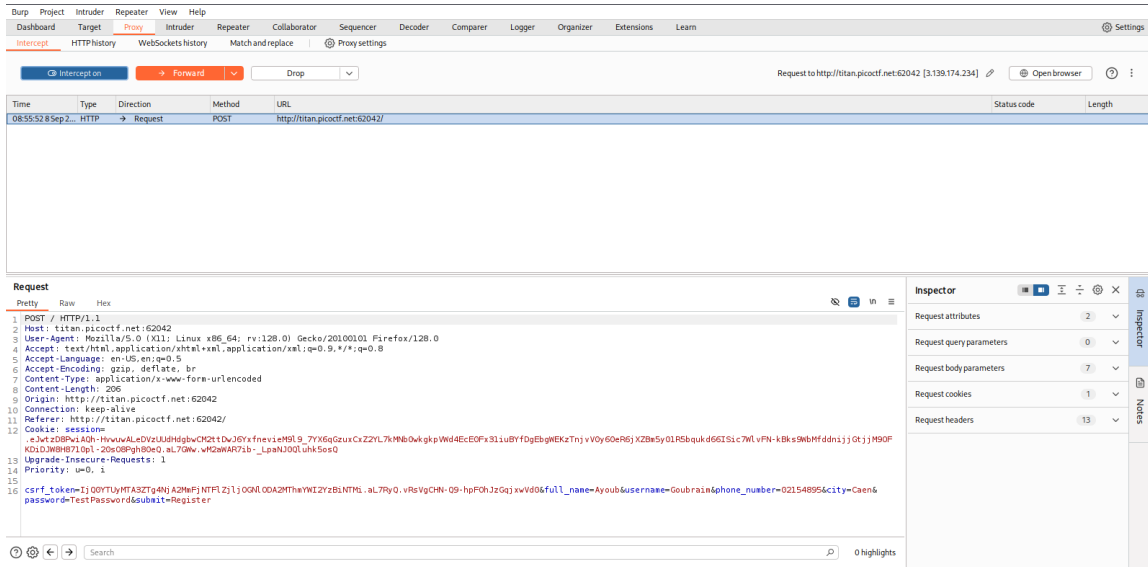 Burp Project Intruder Repeater View Help
Dashboard Target Proxy Intruder Repeater Collaborator Sequencer Decoder Comparer Logger Organizer Extensions Learn Settings
Intercept HTTP history WebSockets history Match and replace Proxy settings
Intercept on Forward Drop Request to http://titan.picoctf.net:62042 [3.139.174.234] Open browser
Time Type Direction Method URL Status code Length
08:55:52 8 Sep 2... HTTP → Request POST http://titan.picoctf.net:62042/
Request
Pretty Raw Hex \n
1 POST / HTTP/1.1
2 Host: titan.picoctf.net:62042
3 User-Agent: Mozilla/5.0 (X11; Linux x86_64; rv:128.0) Gecko/20100101 Firefox/128.0
4 Accept: text/html,application/xhtml+xml,application/xml;q=0.9,*/*;q=0.8
5 Accept-Language: en-US,en;q=0.5
6 Accept-Encoding: gzip, deflate, br
7 Content-Type: application/x-www-form-urlencoded
8 Content-Length: 206
9 Origin: http://titan.picoctf.net:62042
10 Connection: keep-alive
11 Referer: http://titan.picoctf.net:62042/
12 Cookie: session=
13 Upgrade-Insecure-Requests: 1
14 Priority: u=0, i
15
16 &full_name=Ayoub&username=Goubraim&phone_number=02154895&city=Caen&
password=TestPassword&submit=Register
Search 0 highlights
Inspector
Request attributes 2
Request query parameters 0
Request body parameters 7
Request cookies 1
Request headers 13
Inspector
Notes